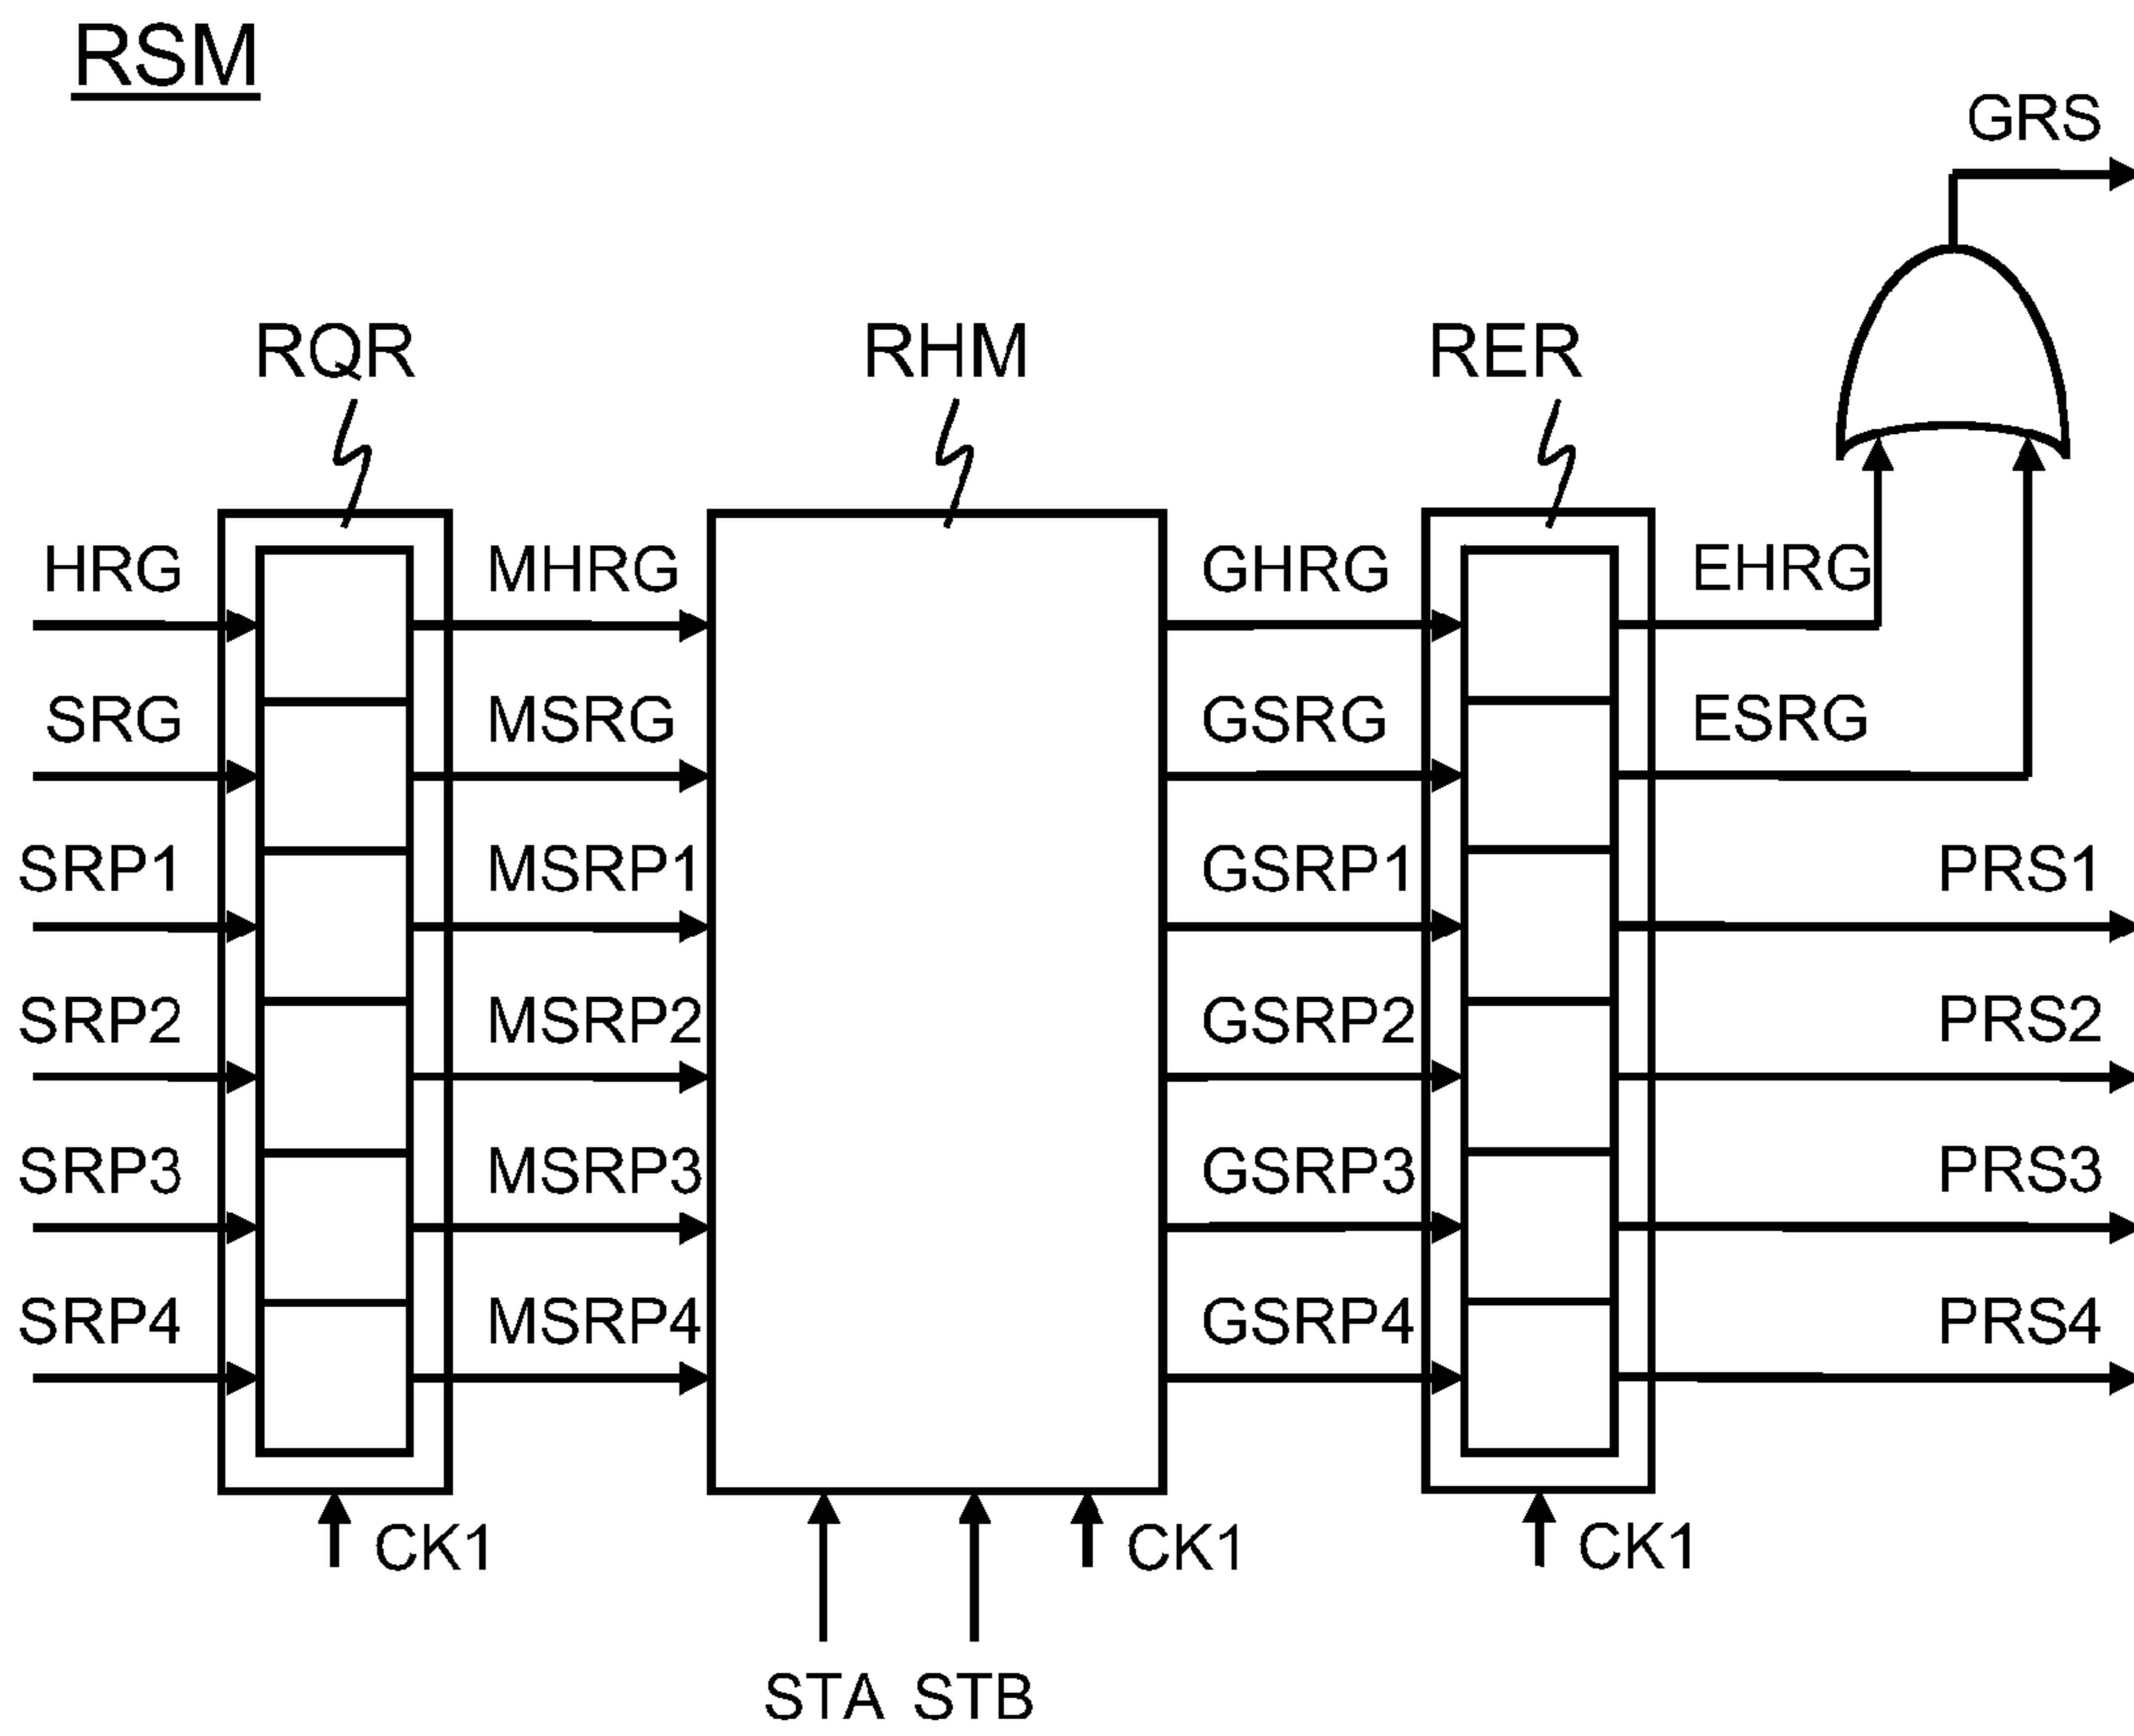 RSM
GRS
RQR RHM RER
HRG MHRG GHRG EHRG
SRG MSRG GSRG ESRG
SRP1 MSRP1 GSRP1 PRS1
SRP2 MSRP2 GSRP2 PRS2
SRP3 MSRP3 GSRP3 PRS3
SRP4 MSRP4 GSRP4 PRS4
CK1 CK1 CK1
STA STB